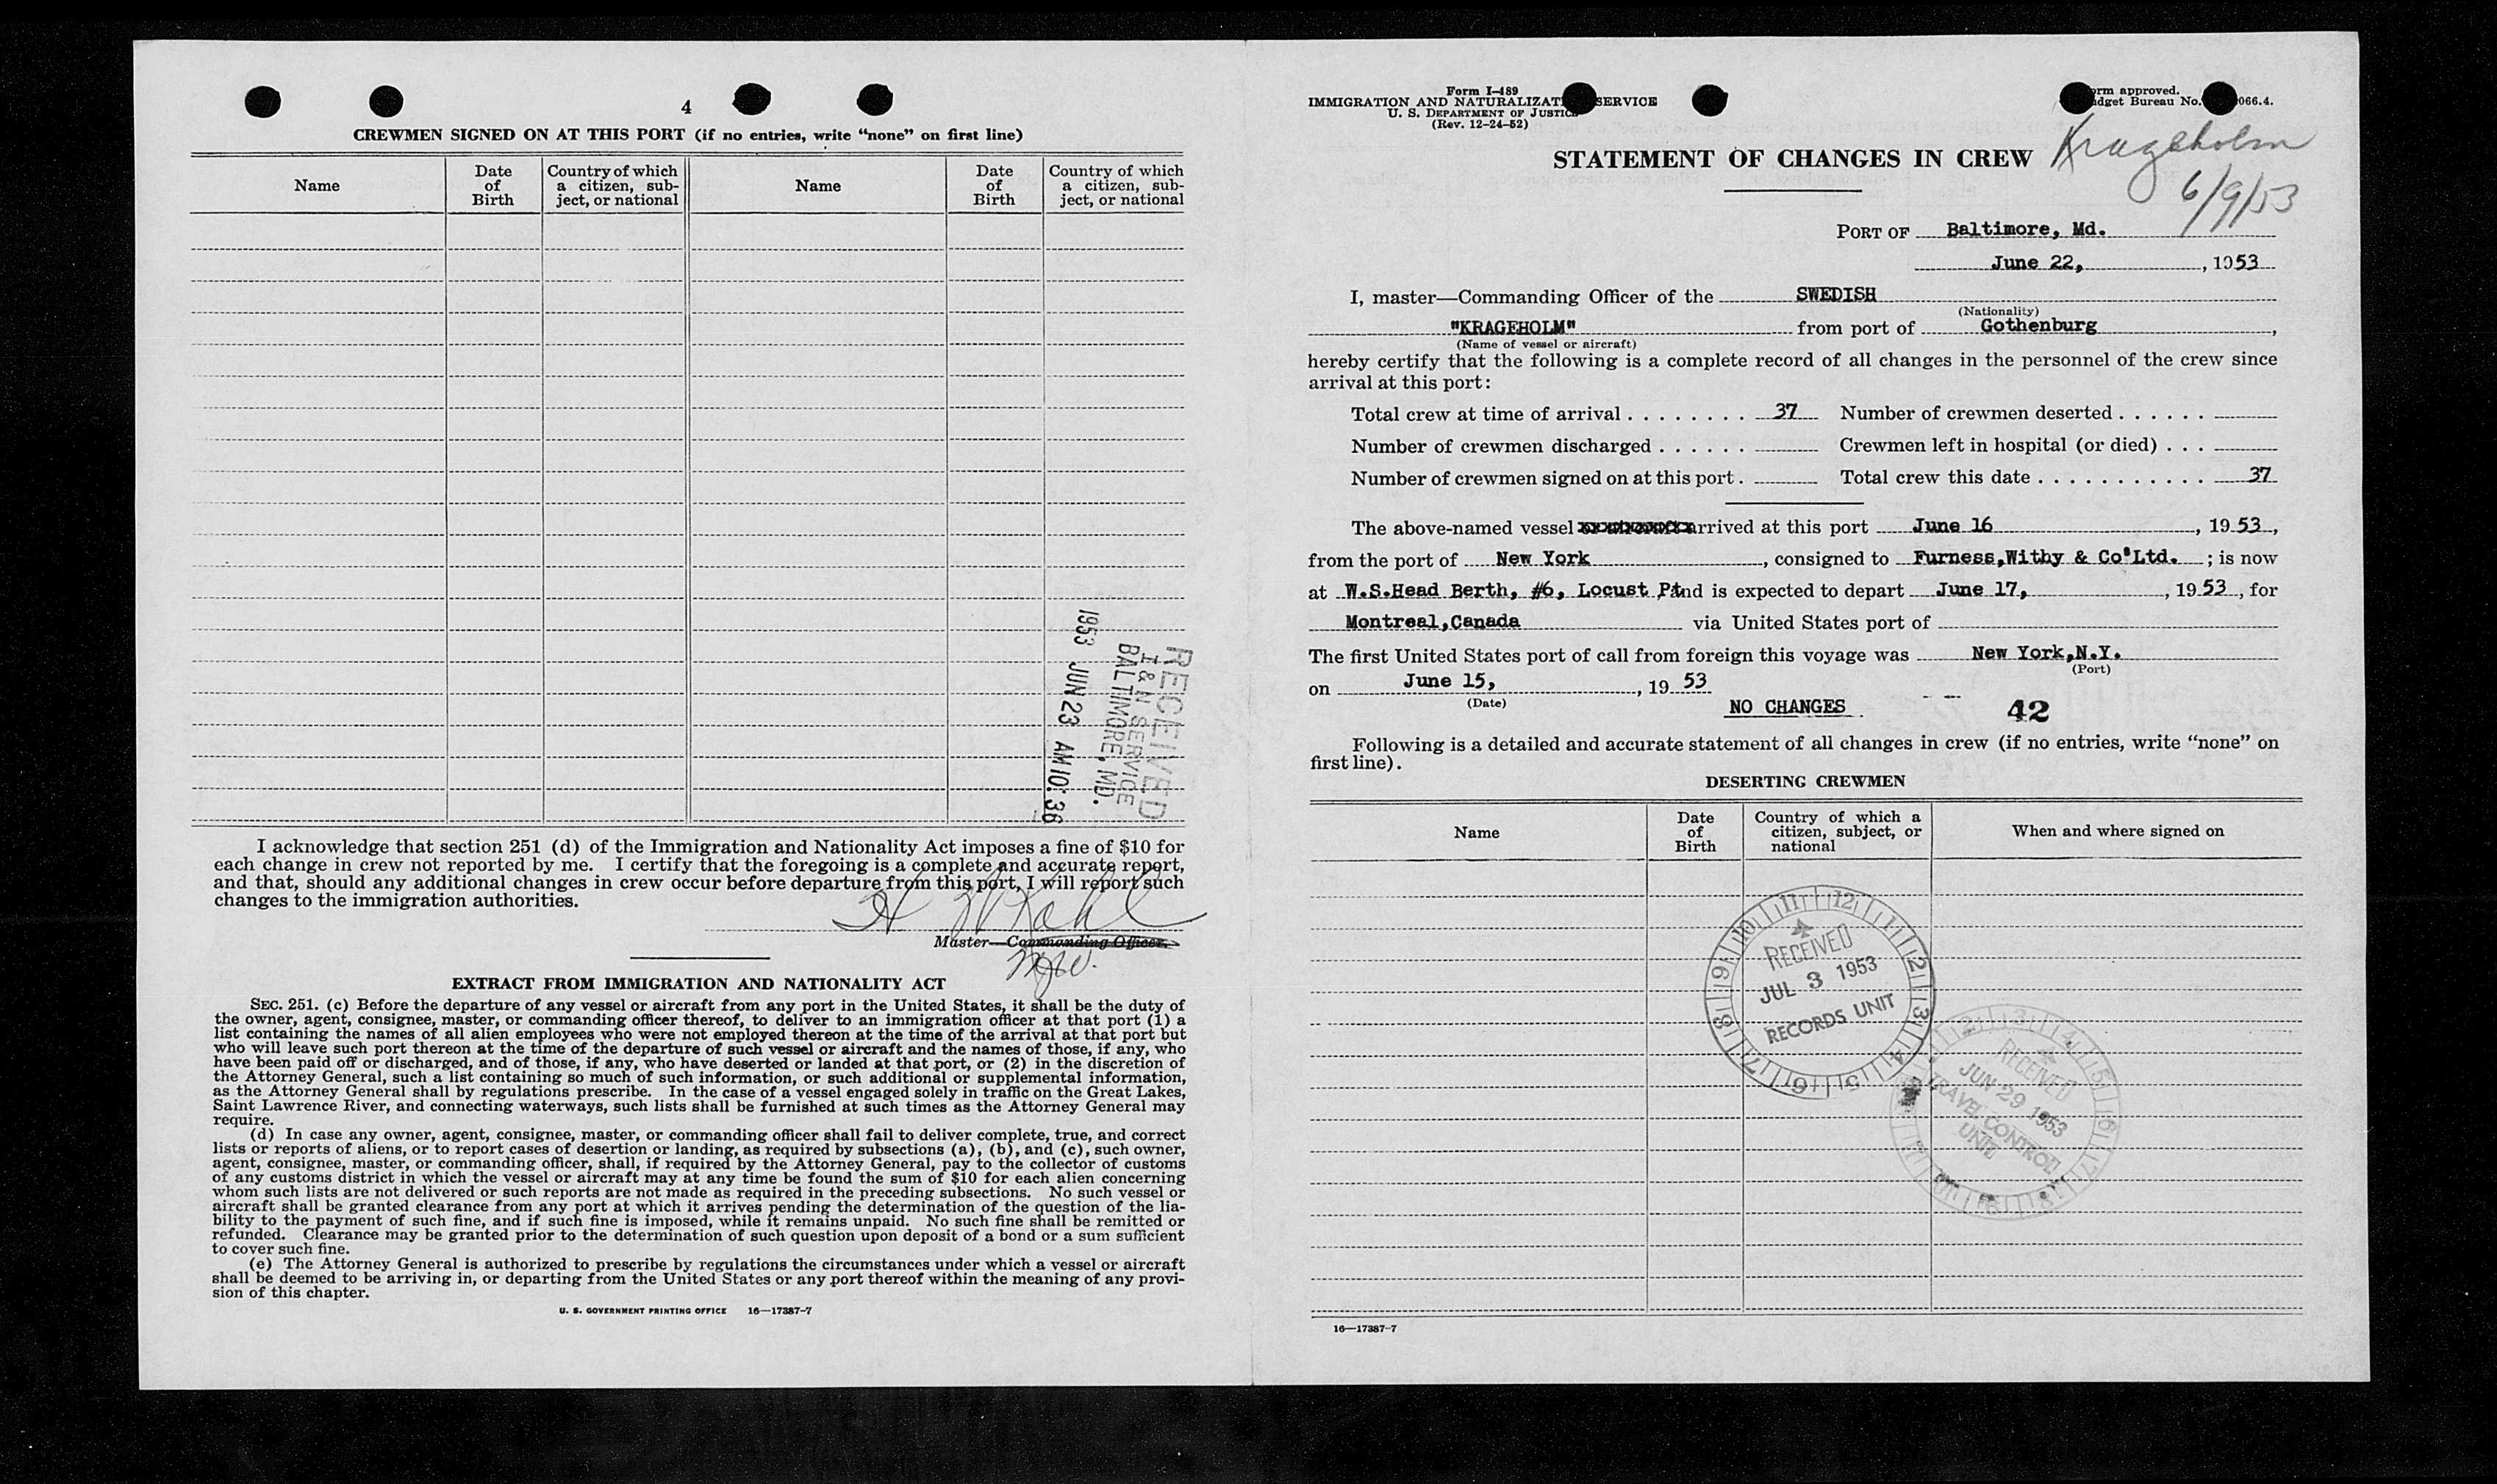 4
CREWMEN SIGNED ON AT THIS PORT (if no entries, write “none” on first line)
Name
Date of Birth
Country of which a citizen, sub-ject, or national
Name
Date of Birth
Country of which a citizen, sub-ject, or national
RECEIVED
I & N SERVICE
BALTIMORE, MD.
1953 JUN 23 AM 10:36
I acknowledge that section 251 (d) of the Immigration and Nationality Act imposes a fine of $10 for
each change in crew not reported by me. I certify that the foregoing is a complete and accurate report,
and that, should any additional changes in crew occur before departure from this port, I will report such
changes to the immigration authorities.
Master—Commanding Officer.
EXTRACT FROM IMMIGRATION AND NATIONALITY ACT
SEC. 251. (c) Before the departure of any vessel or aircraft from any port in the United States, it shall be the duty of
the owner, agent, consignee, master, or commanding officer thereof, to deliver to an immigration officer at that port (1) a
list containing the names of all alien employees who were not employed thereon at the time of the arrival at that port but
who will leave such port thereon at the time of the departure of such vessel or aircraft and the names of those, if any, who
have been paid off or discharged, and of those, if any, who have deserted or landed at that port, or (2) in the discretion of
the Attorney General, such a list containing so much of such information, or such additional or supplemental information,
as the Attorney General shall by regulations prescribe. In the case of a vessel engaged solely in traffic on the Great Lakes,
Saint Lawrence River, and connecting waterways, such lists shall be furnished at such times as the Attorney General may
require.
(d) In case any owner, agent, consignee, master, or commanding officer shall fail to deliver complete, true, and correct
lists or reports of aliens, or to report cases of desertion or landing, as required by subsections (a), (b), and (c), such owner,
agent, consignee, master, or commanding officer, shall, if required by the Attorney General, pay to the collector of customs
of any customs district in which the vessel or aircraft may at any time be found the sum of $10 for each alien concerning
whom such lists are not delivered or such reports are not made as required in the preceding subsections. No such vessel or
aircraft shall be granted clearance from any port at which it arrives pending the determination of the question of the lia-
bility to the payment of such fine, and if such fine is imposed, while it remains unpaid. No such fine shall be remitted or
refunded. Clearance may be granted prior to the determination of such question upon deposit of a bond or a sum sufficient
to cover such fine.
(e) The Attorney General is authorized to prescribe by regulations the circumstances under which a vessel or aircraft
shall be deemed to be arriving in, or departing from the United States or any port thereof within the meaning of any provi-
sion of this chapter.
U. S. GOVERNMENT PRINTING OFFICE 16—17387-7
Form I-489
IMMIGRATION AND NATURALIZAT SERVICE
U. S. DEPARTMENT OF JUSTICE
(Rev. 12-24-52)
rm approved.
dget Bureau No. 066.4.
STATEMENT OF CHANGES IN CREW
Krageholm
6/9/53
PORT OF Baltimore, Md.
June 22, , 1953
I, master—Commanding Officer of the SWEDISH
(Nationality)
"KRAGEHOLM" from port of Gothenburg ,
(Name of vessel or aircraft)
hereby certify that the following is a complete record of all changes in the personnel of the crew since
arrival at this port:
Total crew at time of arrival . . . . . . . . 37 Number of crewmen deserted . . . . . .
Number of crewmen discharged . . . . . . Crewmen left in hospital (or died) . . .
Number of crewmen signed on at this port . Total crew this date . . . . . . . . . . . 37
The above-named vessel arrived at this port June 16 , 19 53 ,
from the port of New York , consigned to Furness,Withy & Co'Ltd. ; is now
at W.S.Head Berth, #6, Locust Pt and is expected to depart June 17, , 19 53 , for
Montreal,Canada via United States port of
The first United States port of call from foreign this voyage was New York,N.Y.
(Port)
on June 15, , 19 53
(Date)
NO CHANGES 42
Following is a detailed and accurate statement of all changes in crew (if no entries, write “none” on
first line).
DESERTING CREWMEN
Name
Date of Birth
Country of which a citizen, subject, or national
When and where signed on
RECEIVED
JUL 3 1953
RECORDS UNIT
RECEIVED
JUN 29 1953
TRAVEL CONTROL
UNIT
16—17387-7